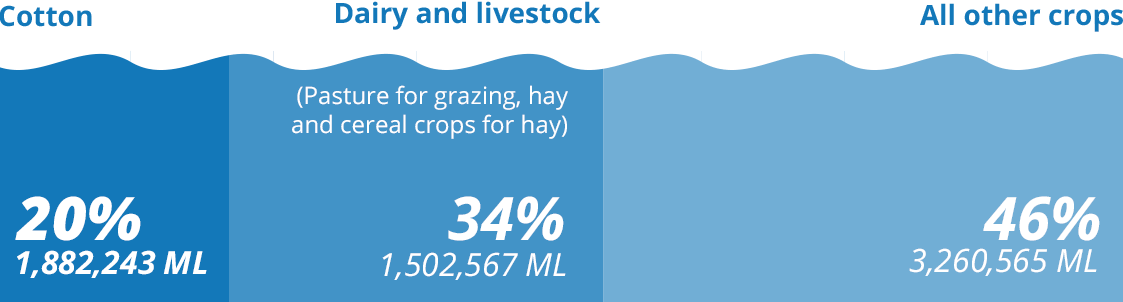 Cotton
Dairy and livestock
All other crops
(Pasture for grazing, hay
and cereal crops for hay)
20%
1,882,243 ML
34%
1,502,567 ML
46%
3,260,565 ML